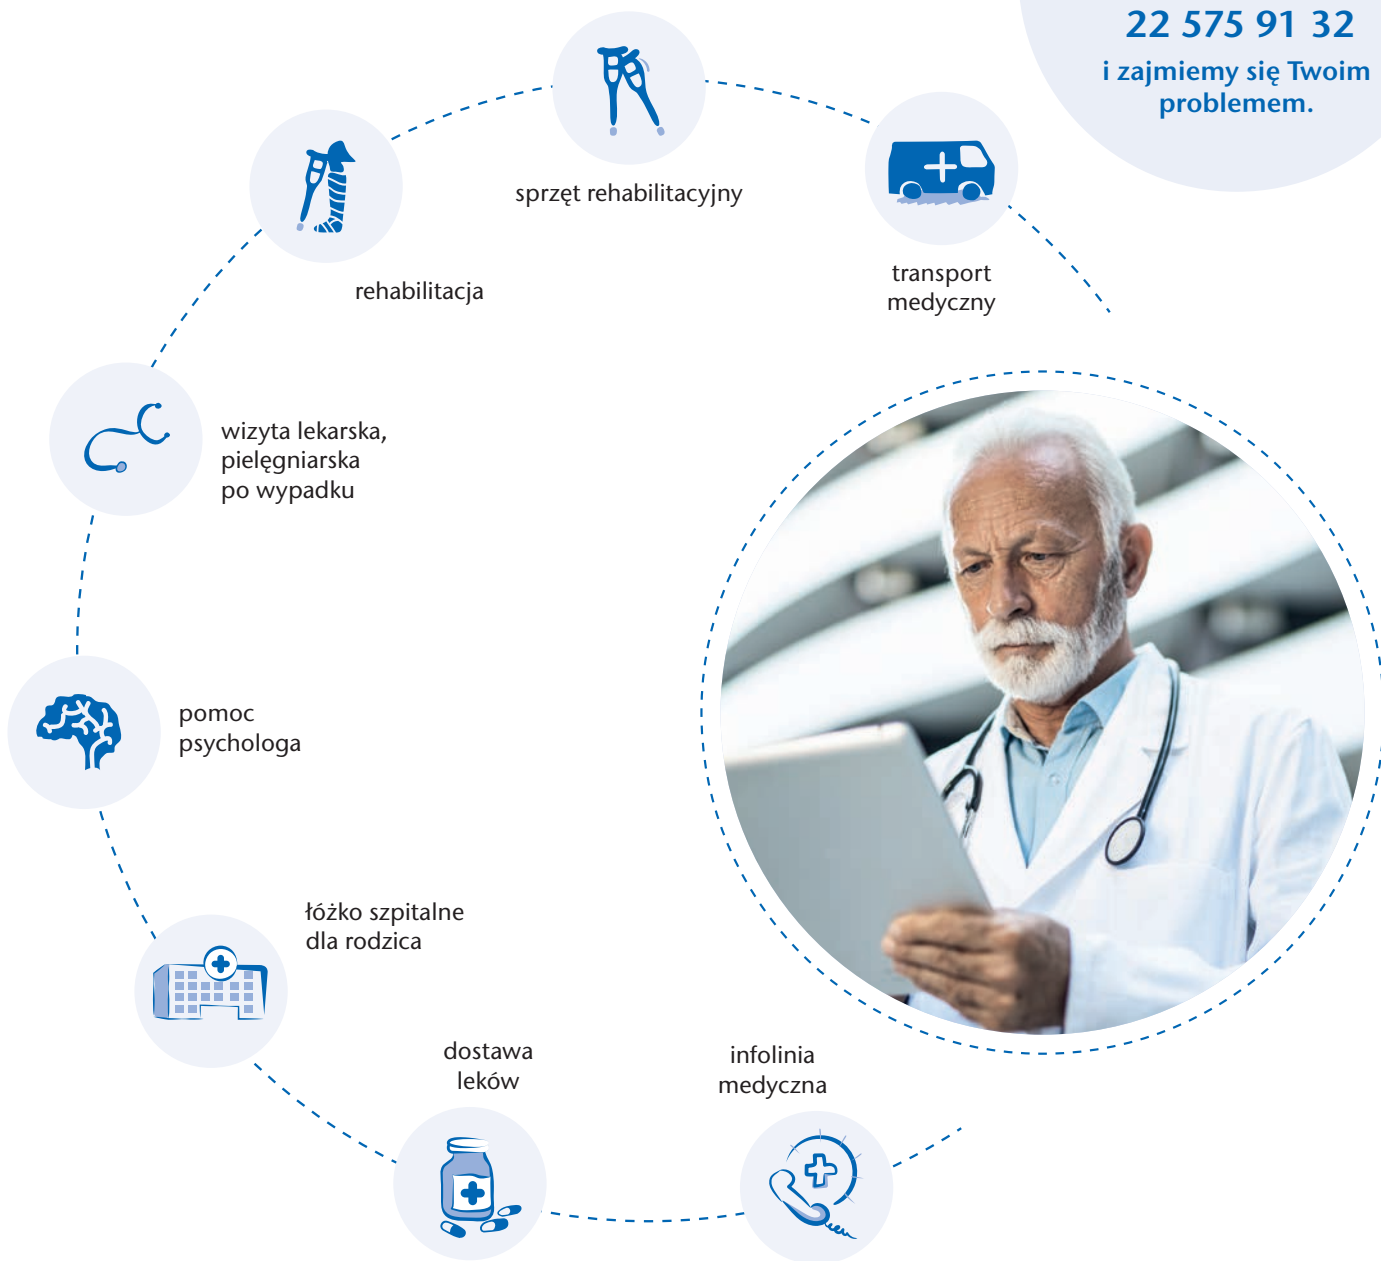 22 575 91 32
i zajmiemy się Twoim
problemem.
sprzęt rehabilitacyjny
transport
medyczny
rehabilitacja
wizyta lekarska,
pielęgniarska
po wypadku
pomoc
psychologa
łóżko szpitalne
dla rodzica
dostawa
leków
infolinia
medyczna